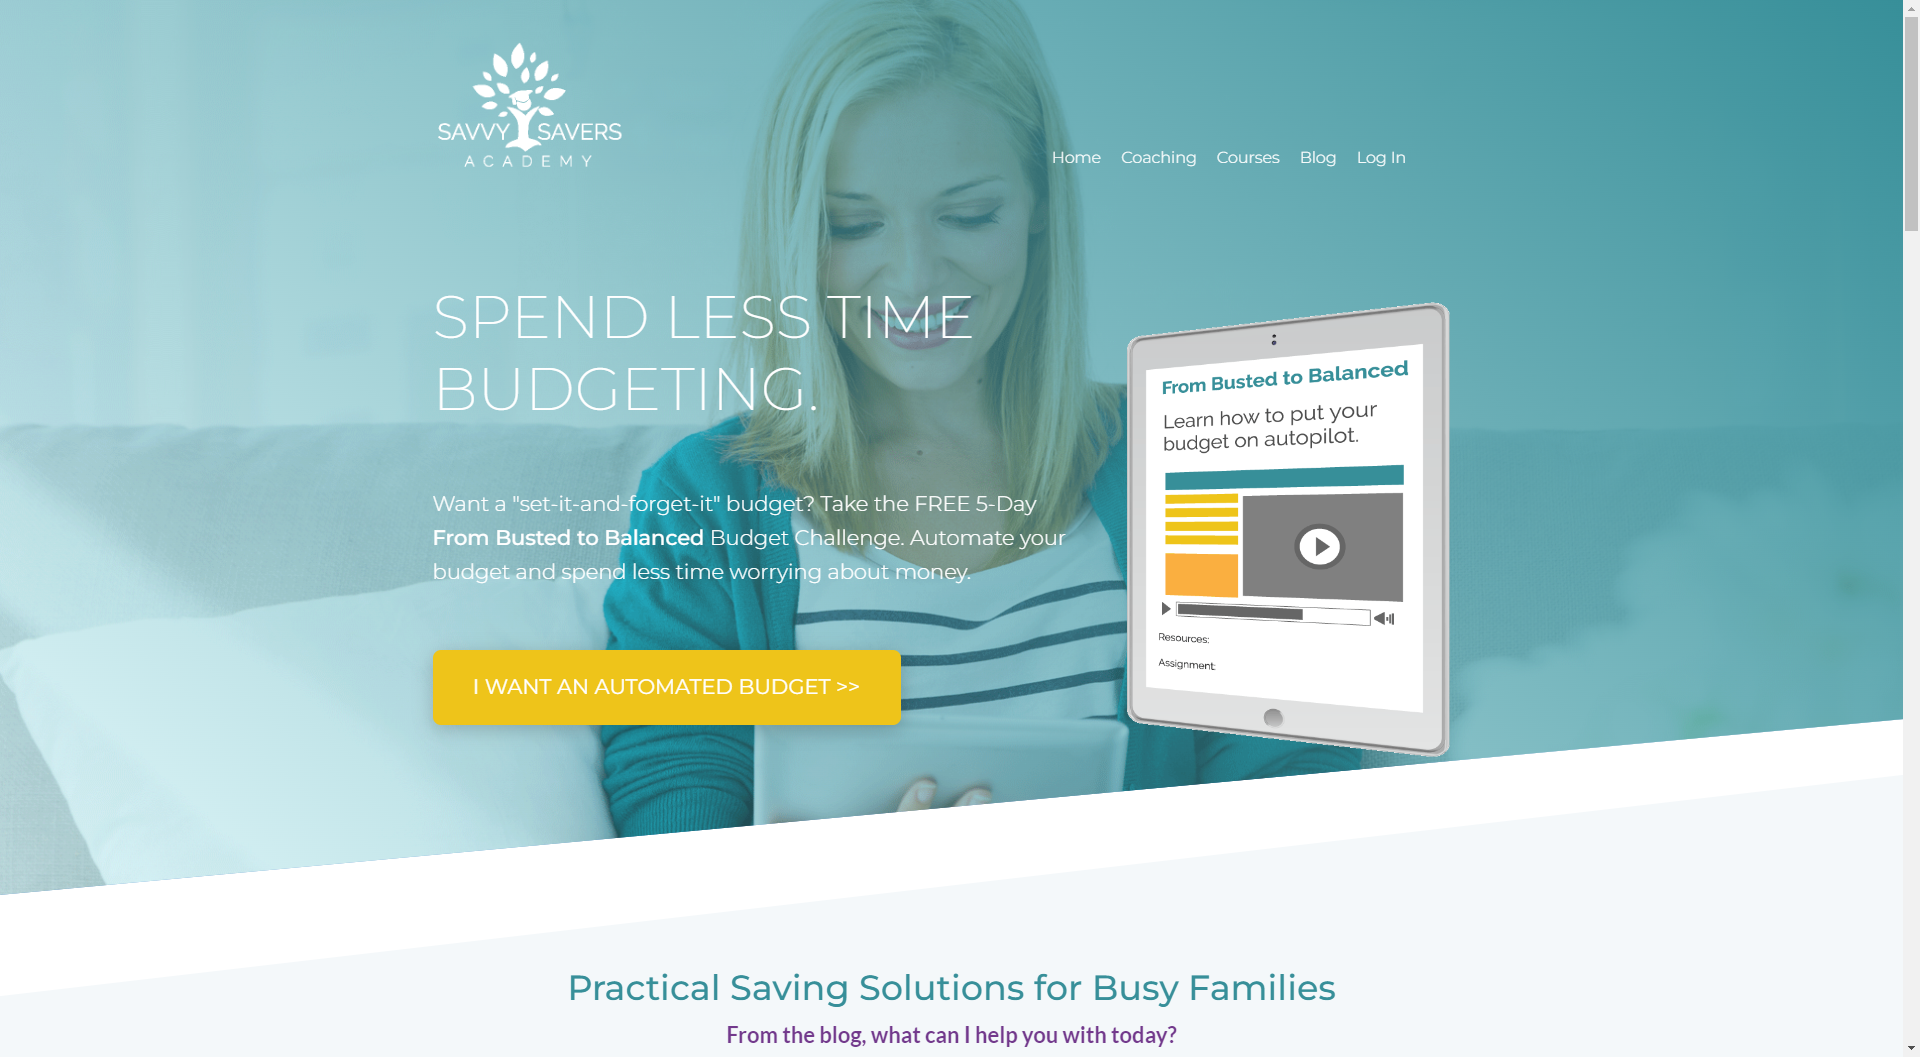 SAVVY SAVERS
ACADEMY
Home Coaching Courses Blog Log In
SPEND LESS TIME
BUDGETING.
Want a "set-it-and-forget-it" budget? Take the FREE 5-Day
From Busted to Balanced Budget Challenge. Automate your
budget and spend less time worrying about money.
I WANT AN AUTOMATED BUDGET >>
From Busted to Balanced
Learn how to put your
budget on autopilot.
Resources:
Assignment:
Practical Saving Solutions for Busy Families
From the blog, what can I help you with today?